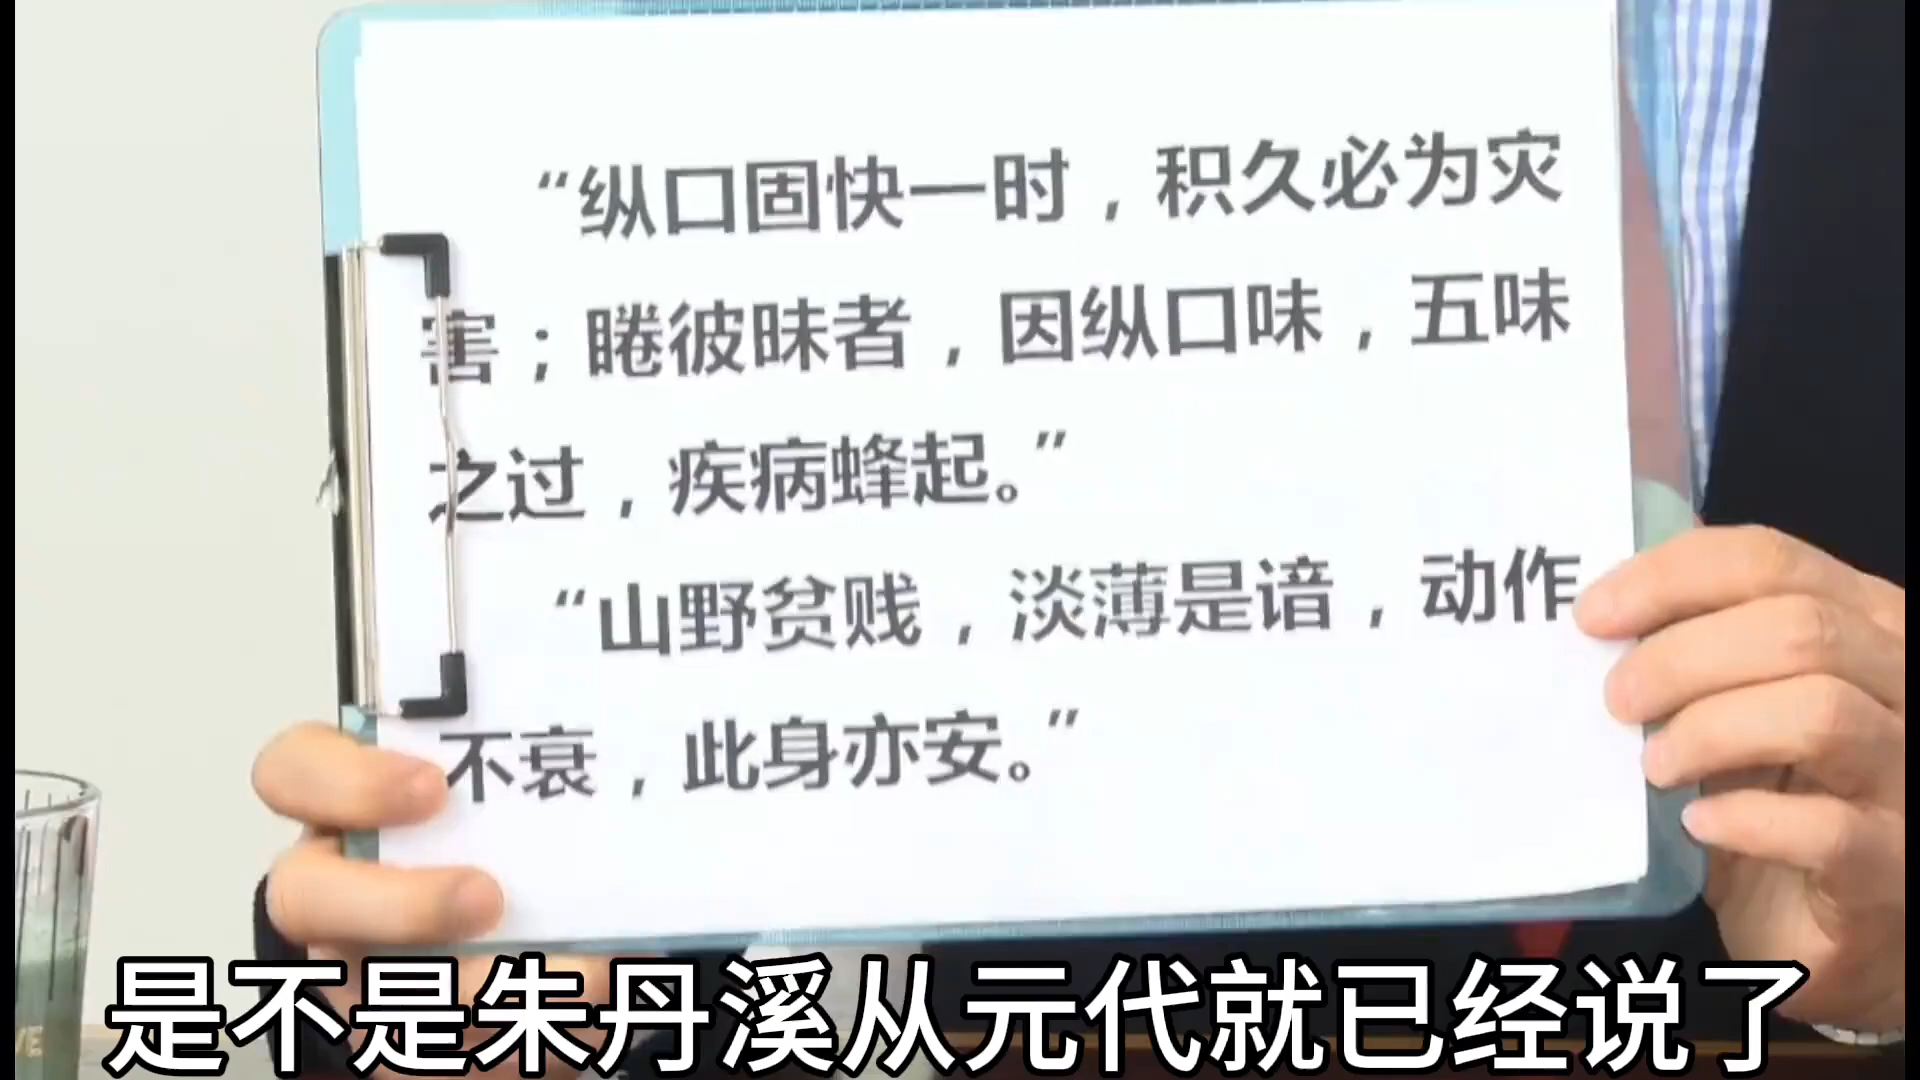 “纵口固快一时，积久必为灾
害；睠彼昧者，因纵口味，五味
之过，疾病蜂起。”
“山野贫贱，淡薄是谙，动作
不衰，此身亦安。”
是不是朱丹溪从元代就已经说了